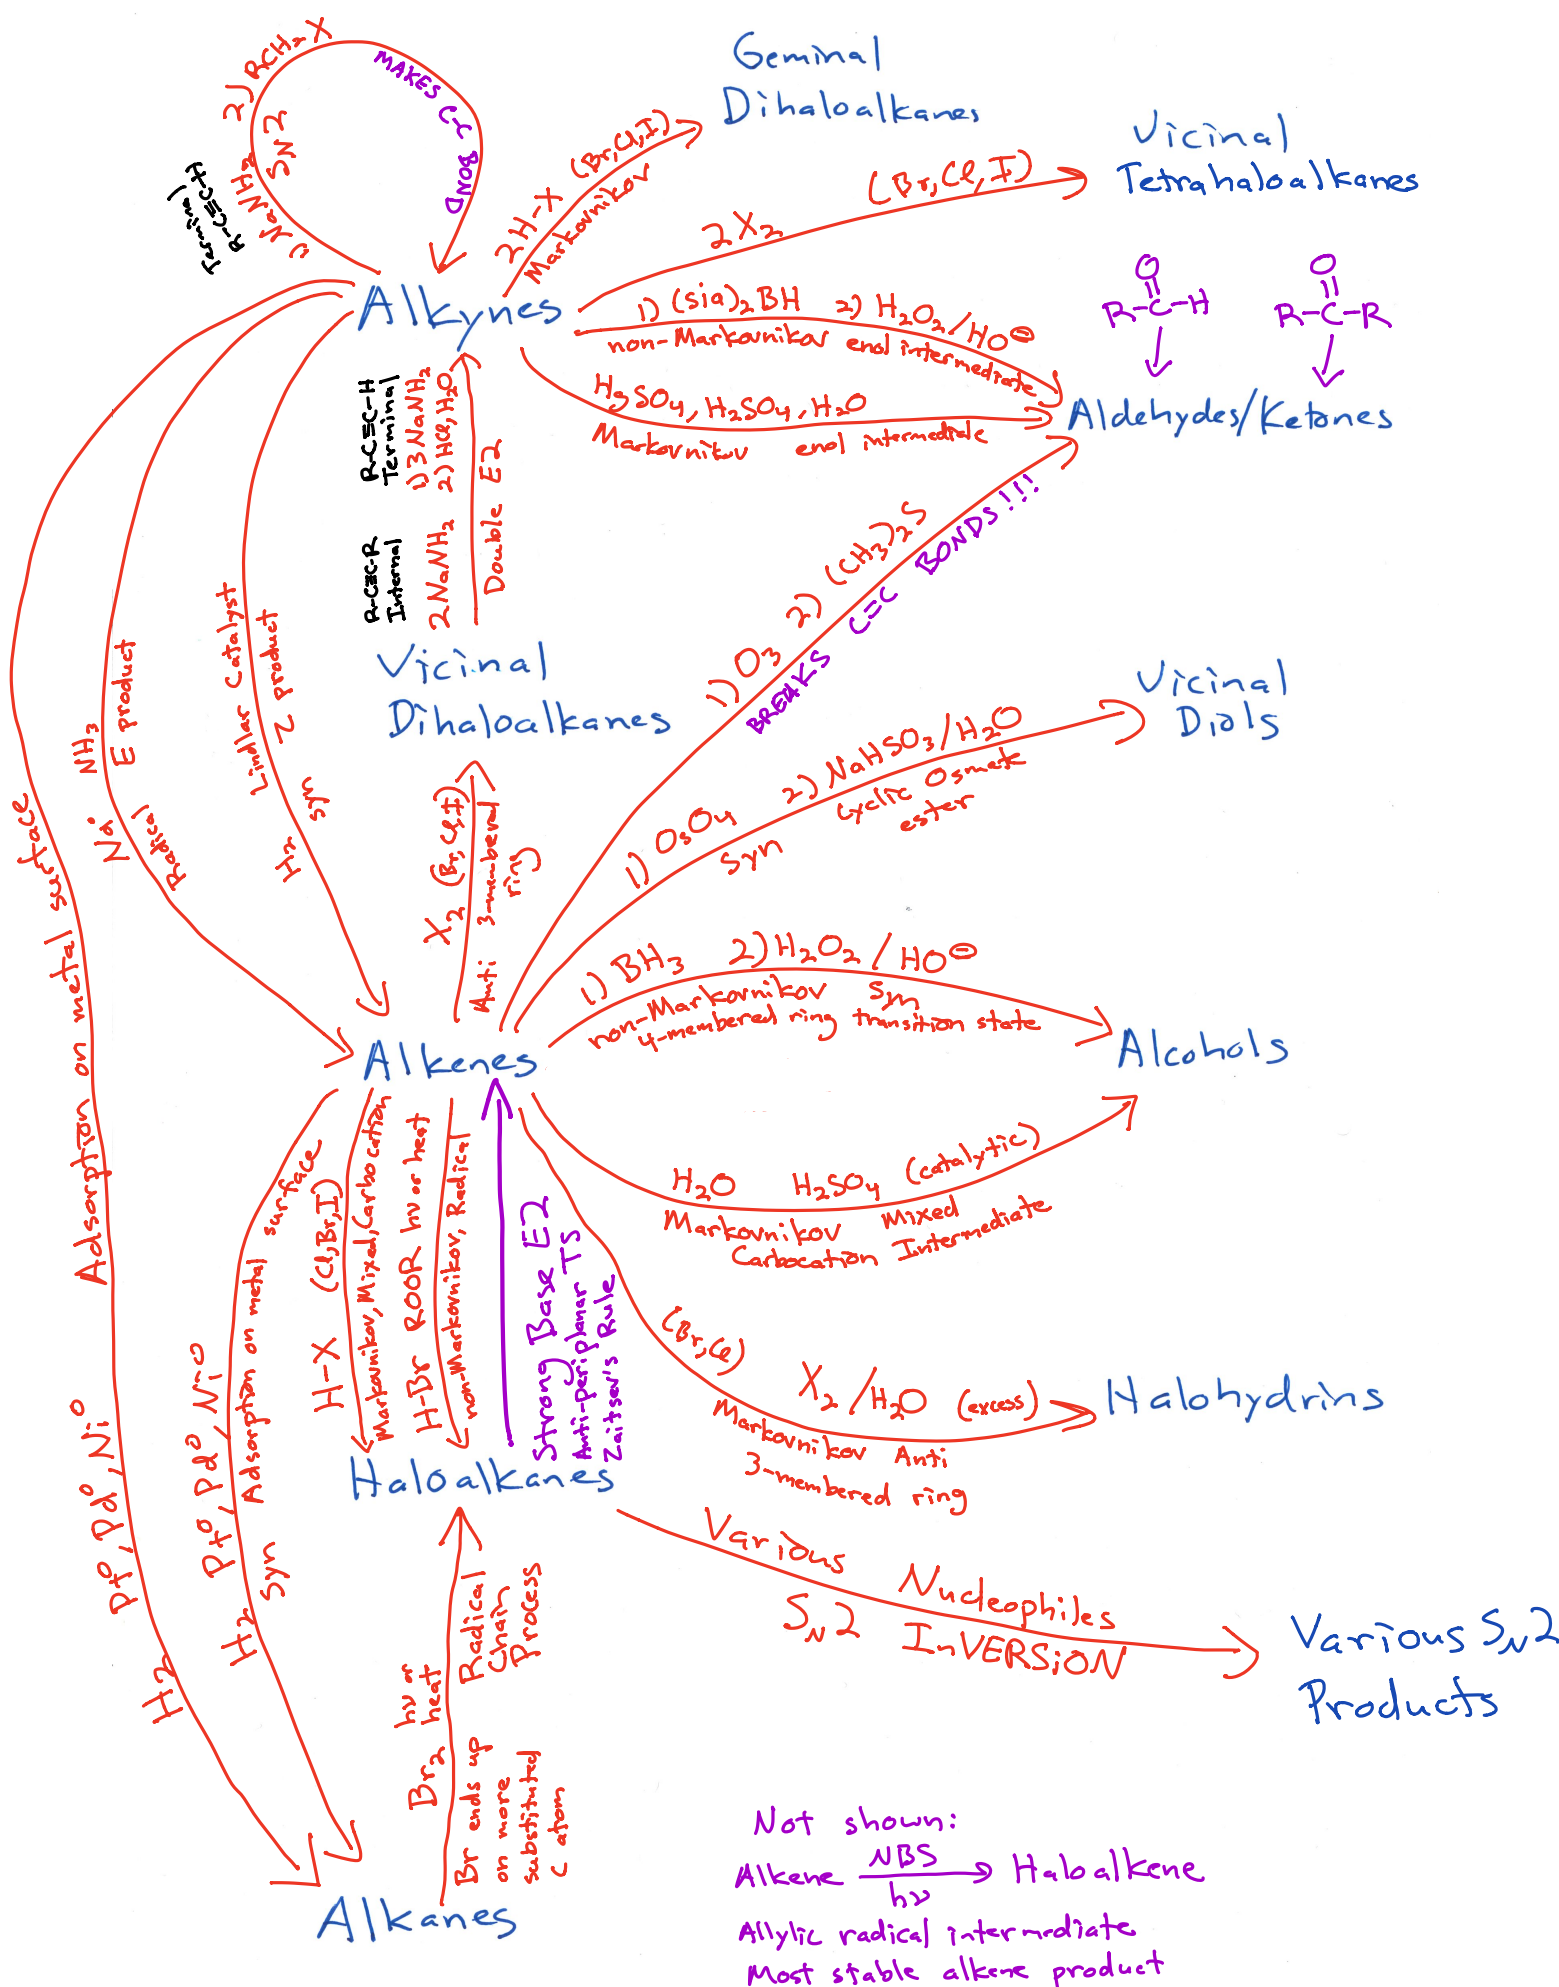 2) RCH₂X
1) NaNH₂
SN2
MAKES C-C BOND
Terminal
R-C≡C-H
Geminal
Dihaloalkanes
2H-X (Br,Cl,I)
Markovnikov
Vicinal
Tetrahaloalkanes
2X₂ (Br,Cl,I)
Alkynes
1) (sia)₂BH 2) H₂O₂/HO⊖
non-Markovnikov enol intermediate
HgSO₄, H₂SO₄, H₂O
Markovnikov enol intermediate
O
R-C-H
O
R-C-R
Aldehydes/Ketones
R-C≡C-H
Terminal
1) 3NaNH₂
2) HCl, H₂O
R-C≡C-R
Internal
2NaNH₂
Double E2
Vicinal
Dihaloalkanes
1) O₃ 2) (CH₃)₂S
BREAKS C=C BONDS!!!
Vicinal
Diols
1) OsO₄ 2) NaHSO₃/H₂O
Syn
Cyclic Osmate
ester
H₂ Lindlar Catalyst
syn Z product
Na° NH₃
Radical E product
Adsorption on metal surface
H₂ Pt°, Pd°, Ni°
X₂ (Br,Cl,I)
Anti 3-membered
ring
1) BH₃ 2) H₂O₂ / HO⊖
non-Markovnikov Syn
4-membered ring transition state
Alkenes
Alcohols
H₂O H₂SO₄ (catalytic)
Markovnikov Mixed
Carbocation Intermediate
H₂ Pt°, Pd°, Ni°
Syn Adsorption on metal surface
H-X (Cl,Br,I)
Markovnikov, Mixed, Carbocation
H-Br ROOR hν or heat
non-Markovnikov, Radical
Strong Base E2
Anti-periplanar TS
Zaitsev's Rule
(Br,Cl)
X₂/H₂O (excess)
Markovnikov Anti
3-membered ring
Halohydrins
Haloalkanes
Various Nucleophiles
SN2 INVERSION
Various SN2
Products
Br₂ hν or
heat
Radical
Chain
Process
Br ends up
on more
substituted
C atom
Alkanes
Not shown:
Alkene NBS Haloalkene
hν
Allylic radical intermediate
Most stable alkene product